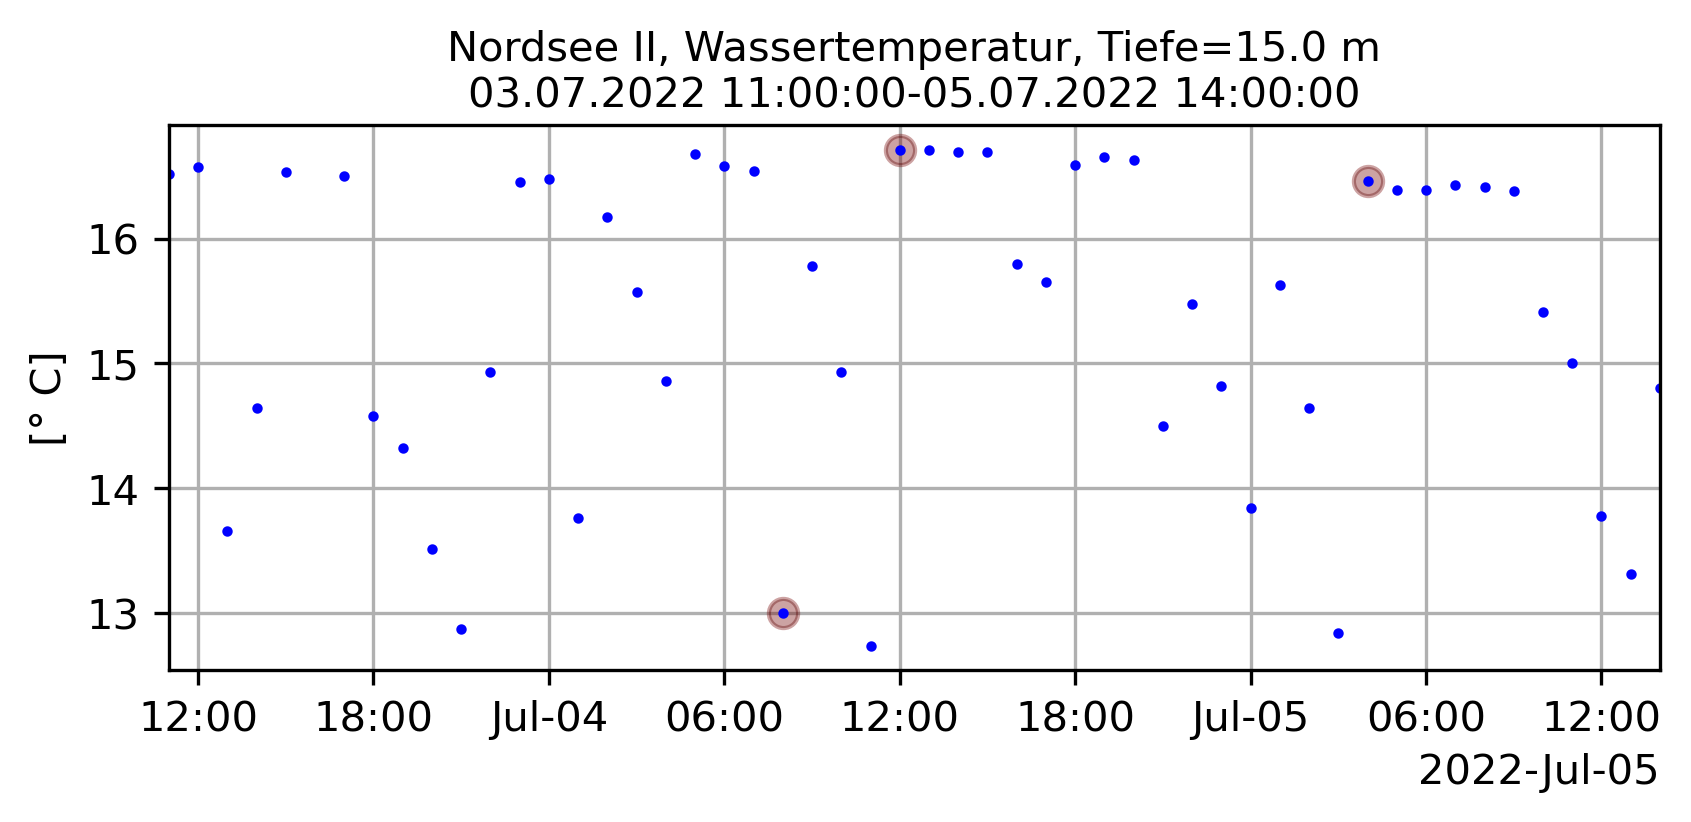 Nordsee II, Wassertemperatur, Tiefe=15.0 m
03.07.2022 11:00:00-05.07.2022 14:00:00
[° C]
16
15
14
13
12:00 18:00 Jul-04 06:00 12:00 18:00 Jul-05 06:00 12:00
2022-Jul-05